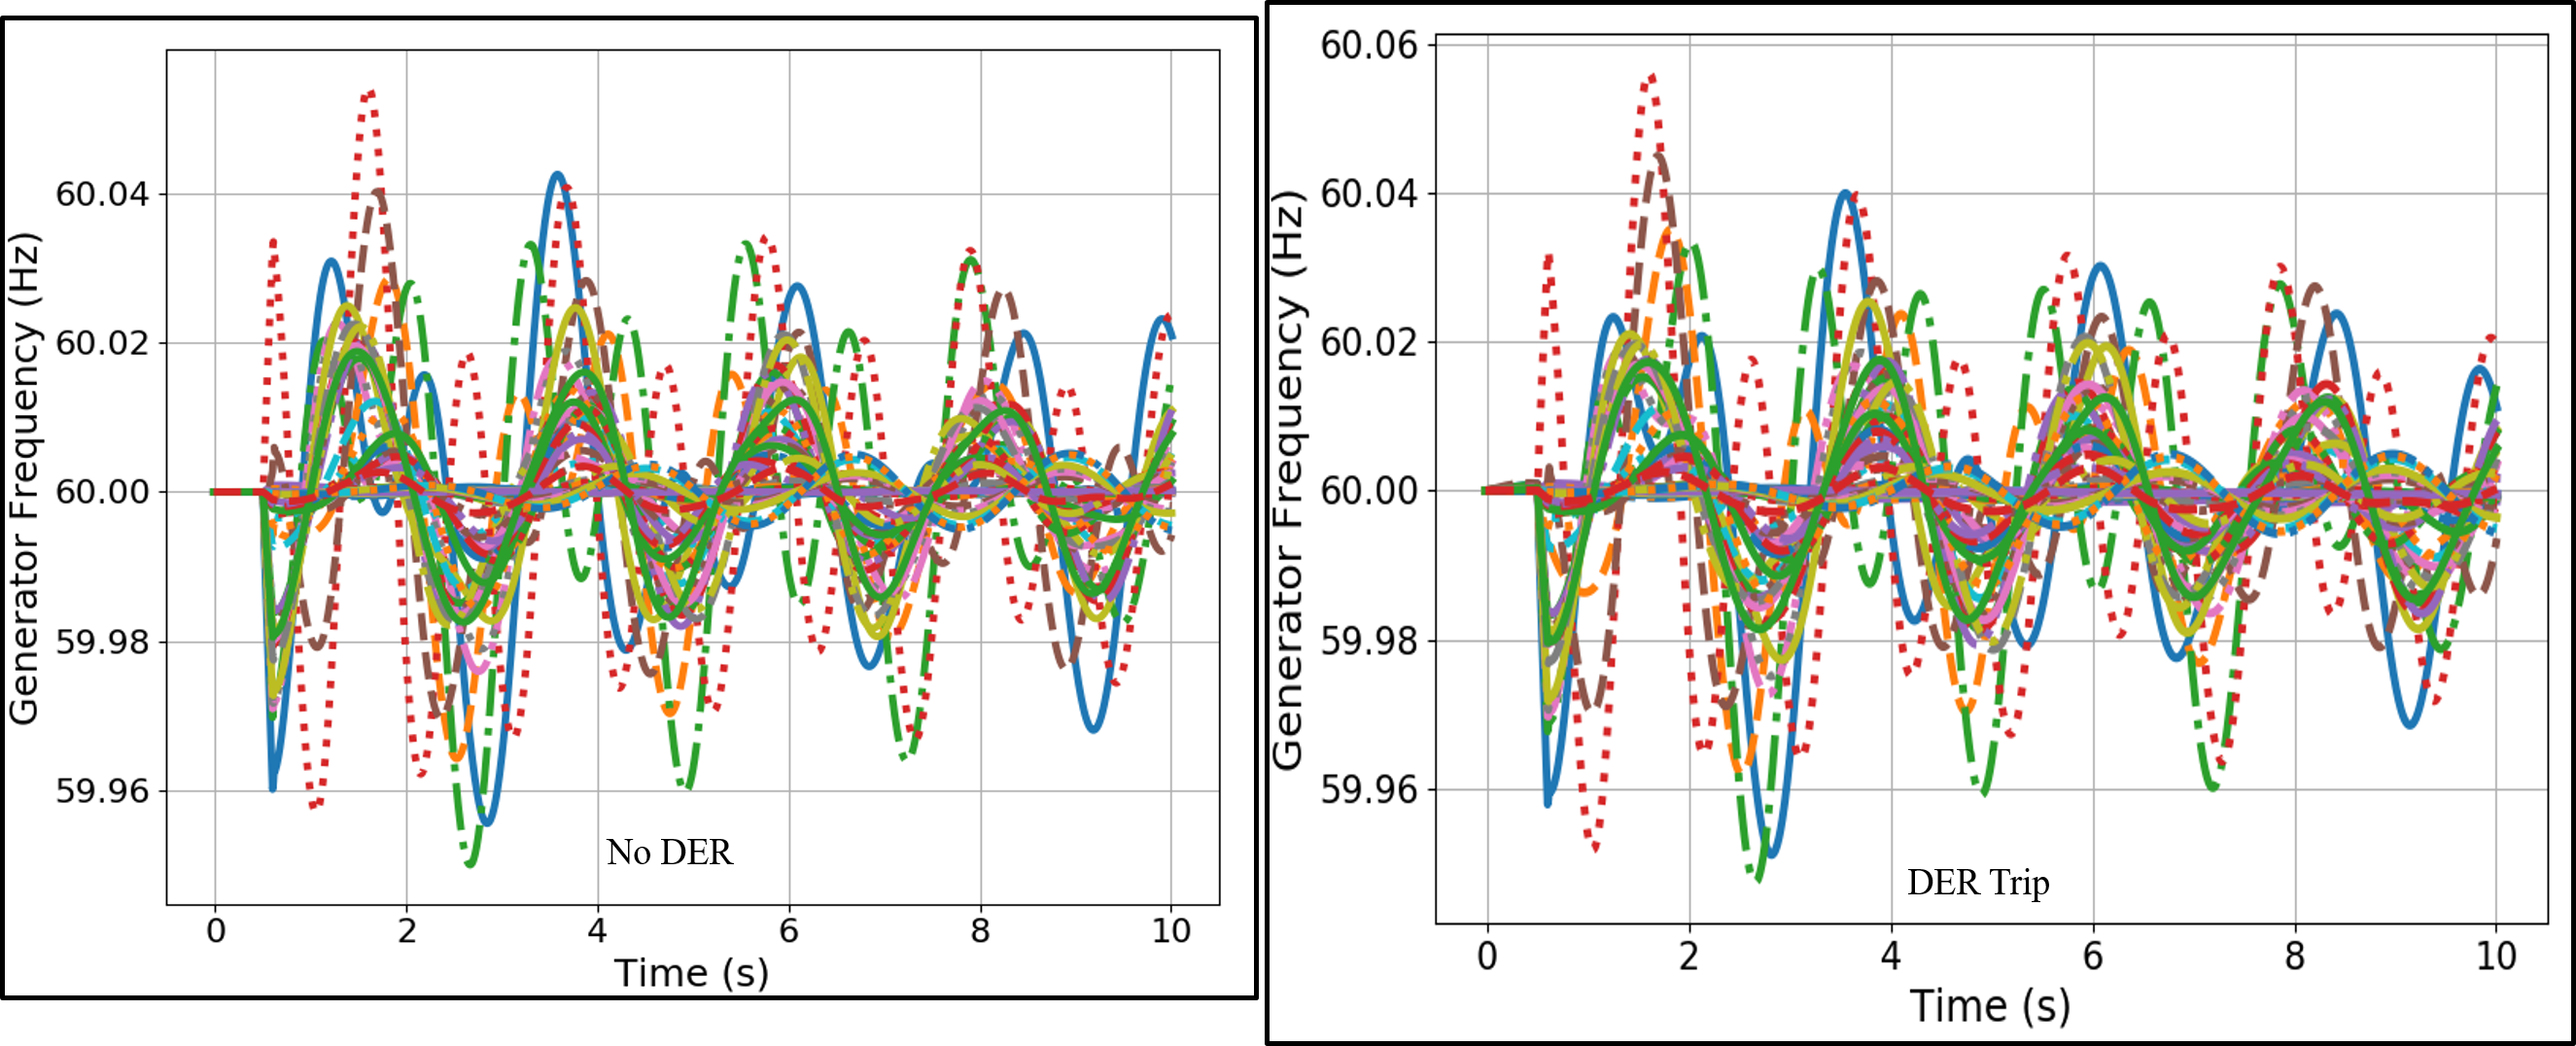 Generator Frequency (Hz)
60.04
60.02
60.00
59.98
59.96
No DER
0 2 4 6 8 10
Time (s)
Generator Frequency (Hz)
60.06
60.04
60.02
60.00
59.98
59.96
DER Trip
0 2 4 6 8 10
Time (s)